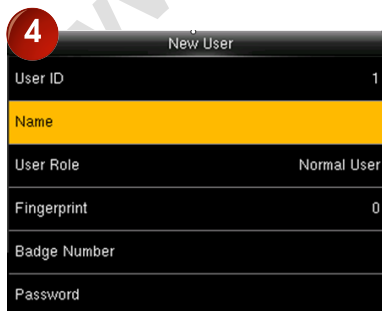 4
New User
User ID 1
Name
User Role Normal User
Fingerprint 0
Badge Number
Password